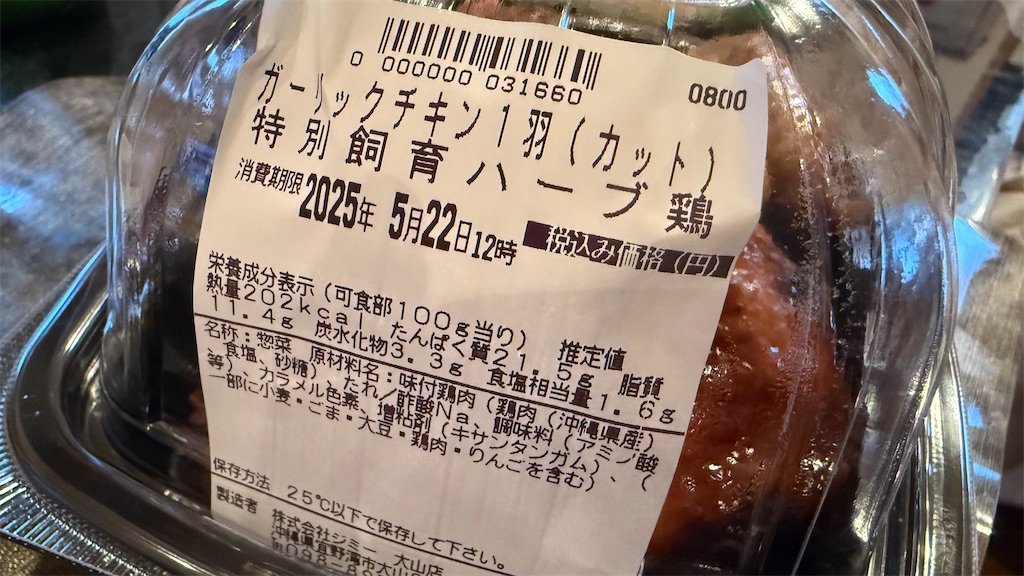 0 000000 031660
0800
ガーリックチキン1羽(カット)
特別飼育ハーブ鶏
消費期限2025年 5月22日12時
税込み価格(円)
栄養成分表示(可食部100g当り) 推定値
熱量202kcal たんぱく質21.5g 脂質
11.4g 炭水化物3.3g 食塩相当量1.6g
名称:惣菜 原材料名:味付鶏肉(鶏肉(沖縄県産)
、食塩、砂糖)、たれ/酢酸Na、調味料(アミノ酸
等)、カラメル色素、増粘剤(キサンタンガム)、(
一部に小麦・ごま・大豆・鶏肉・りんごを含む)
保存方法 25℃以下で保存して下さい。
製造者 株式会社ジミー 大山店
沖縄県宜野湾市大山